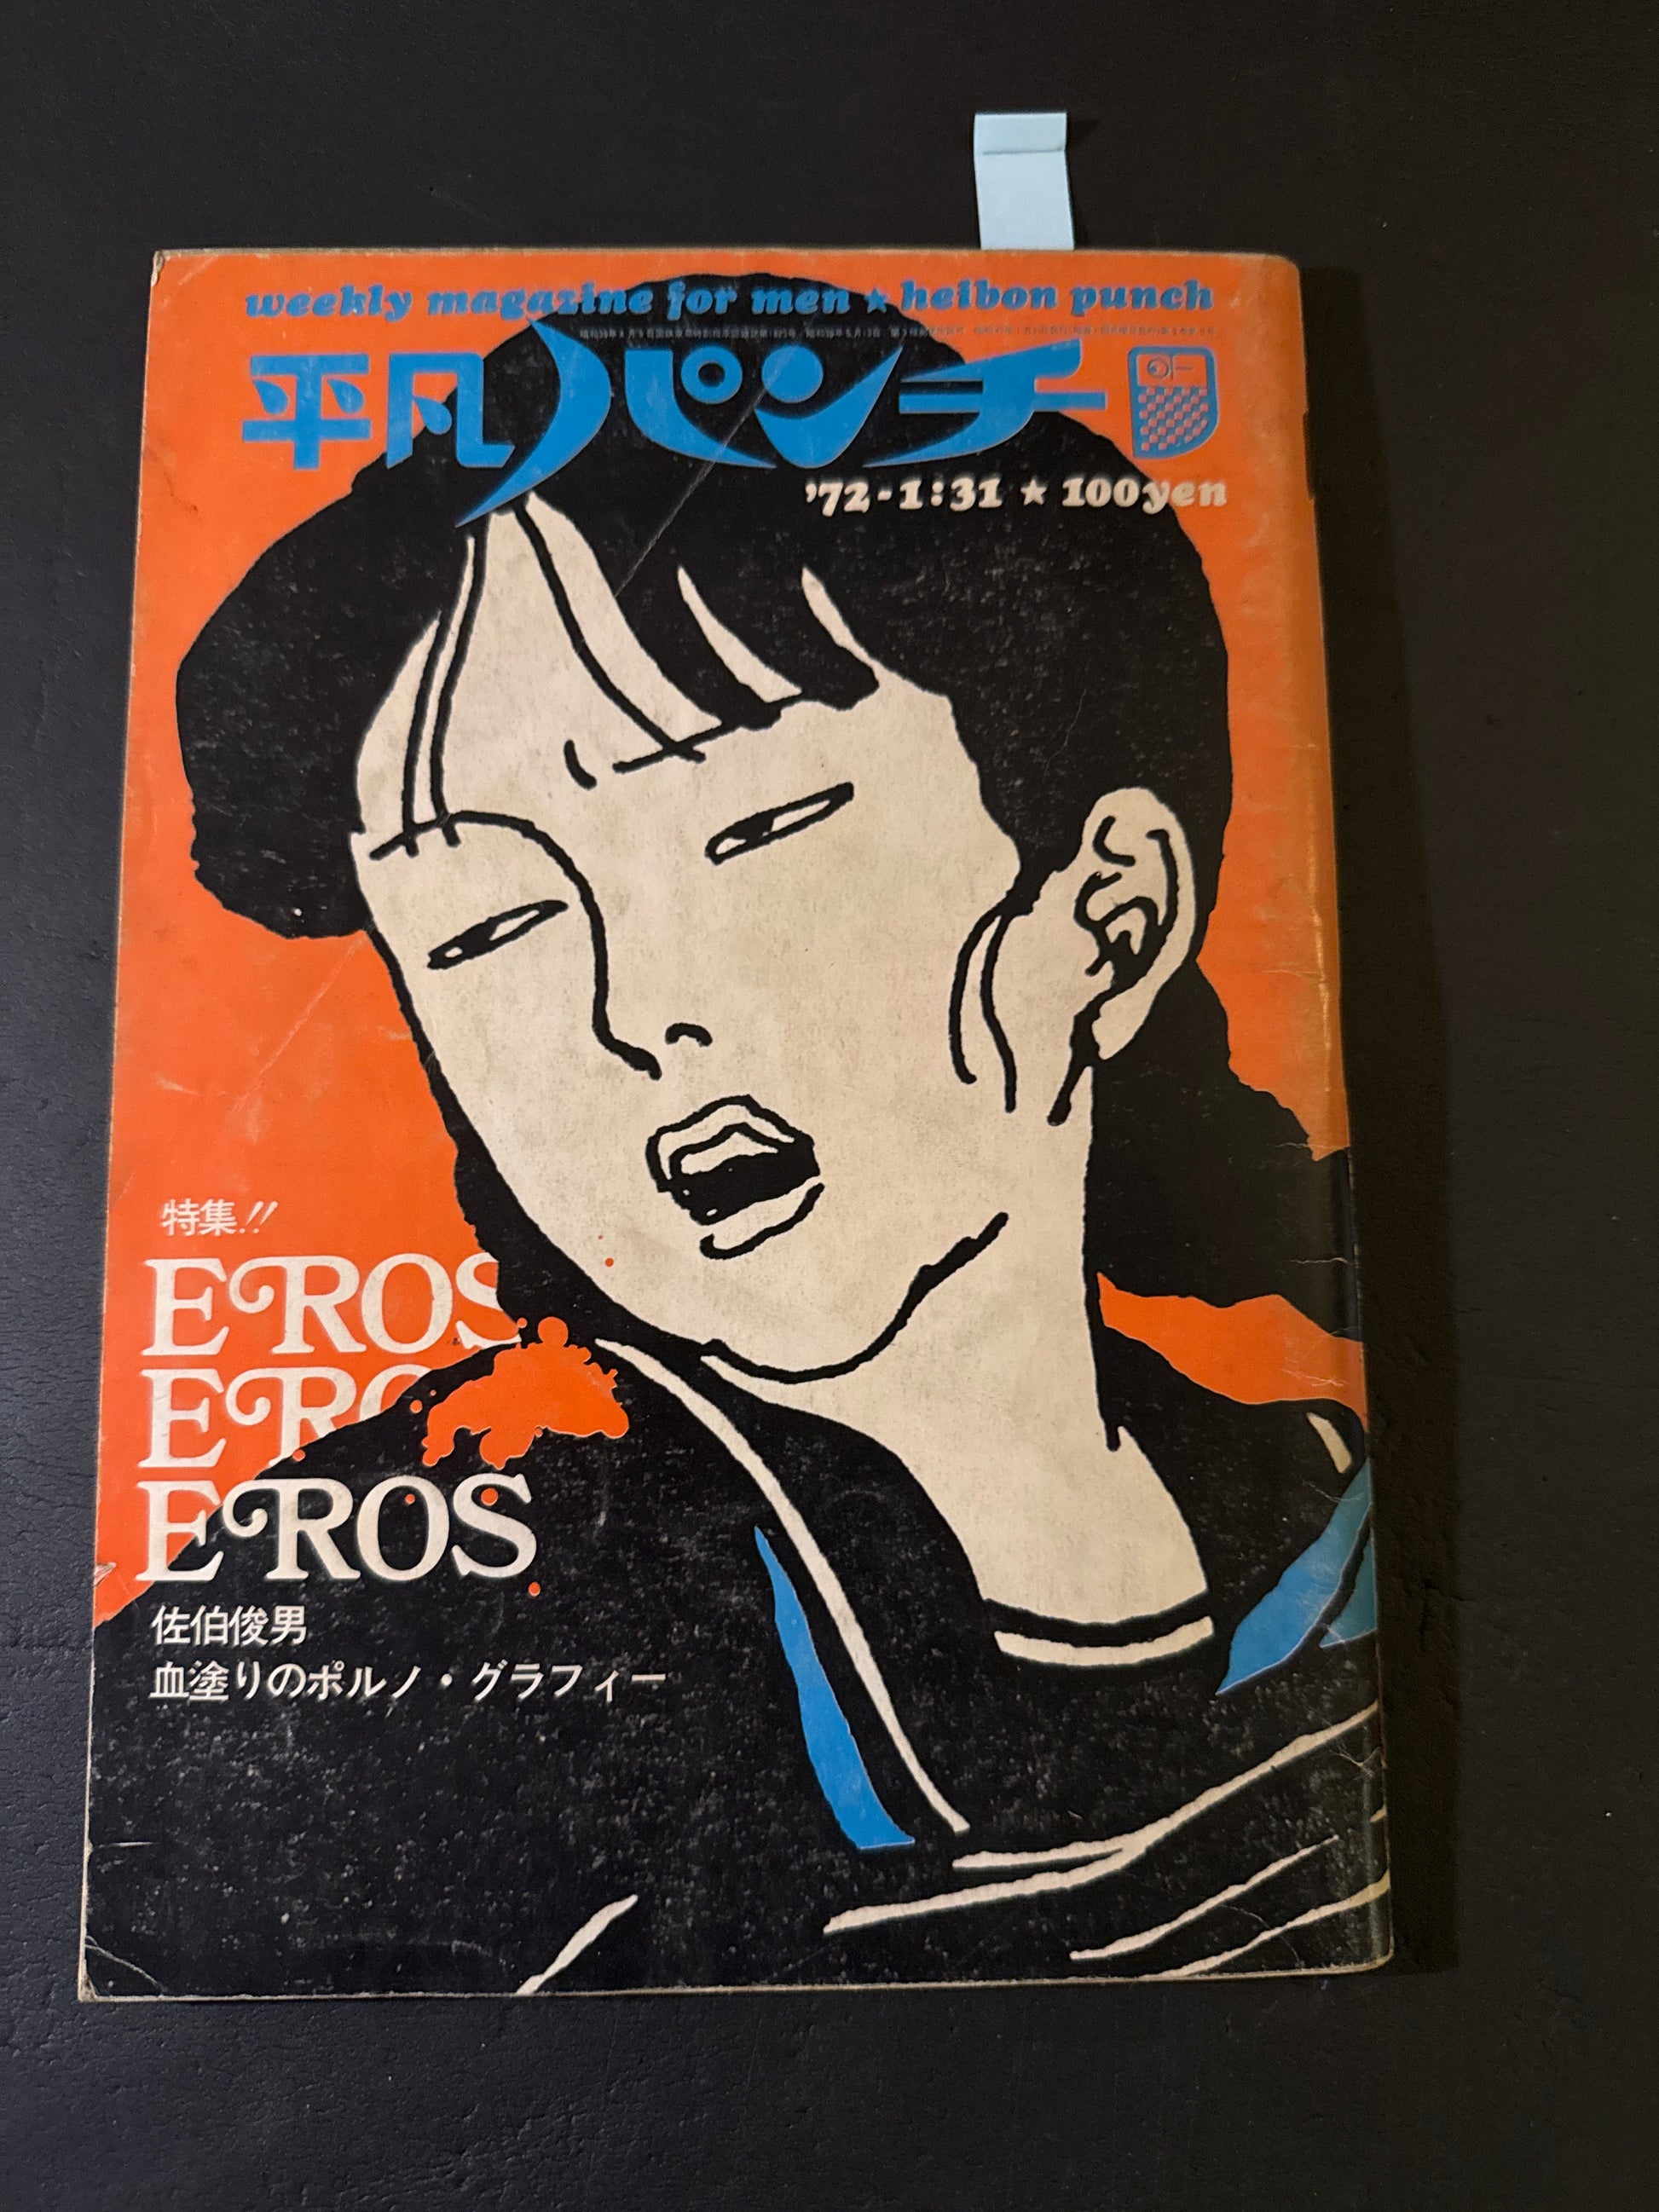 weekly magazine for men ★ heibon punch
平凡パンチ
'72-1:31 ★ 100yen
特集!!
EROS
ERO
EROS
佐伯俊男
血塗りのポルノ・グラフィー